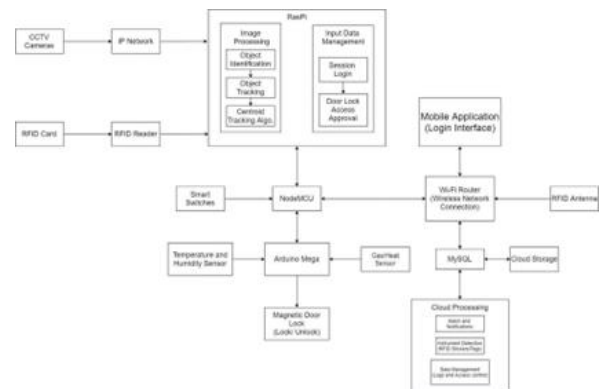 RasPi
CCTV
Cameras
IP Network
Image
Processing
Object
Identification
Object
Tracking
Centroid
Tracking Algo.
Input Data
Management
Session
Login
Door Lock
Access
Approval
RFID Card
RFID Reader
Mobile Application
(Login Interface)
Smart
Switches
NodeMCU
Wi-Fi Router
(Wireless Network
Connection)
RFID Antenna
Temperature and
Humidity Sensor
Arduino Mega
Gas/Heat
Sensor
MySQL
Cloud Storage
Magnetic Door
Lock
(Lock/ Unlock)
Cloud Processing
Notifications
Instrument Detection
Data Management
(Logs and Access control)